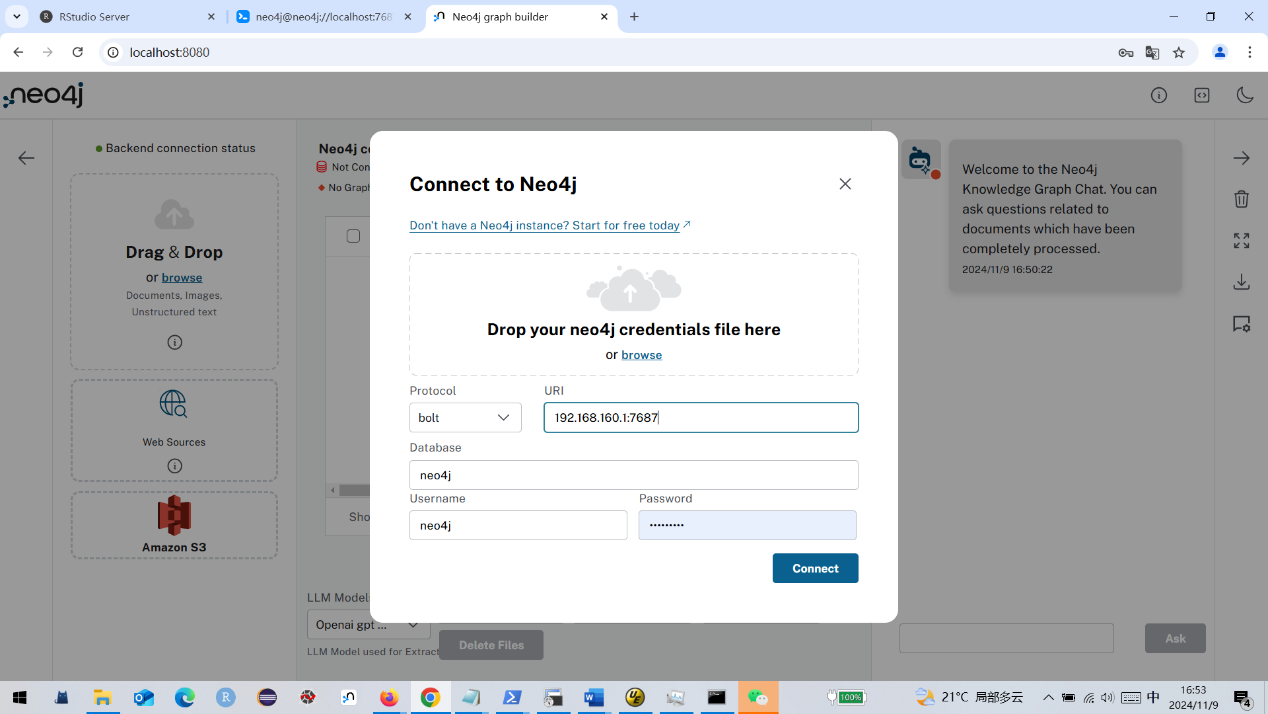 RStudio Server
neo4j@neo4j://localhost:768
Neo4j graph builder
localhost:8080
neo4j
Backend connection status
Drag & Drop
or browse
Documents, Images,
Unstructured text
Web Sources
Amazon S3
Neo4j co
Not Con
No Graph
Sho
LLM Model
Openai gpt ...
LLM Model used for Extract
Delete Files
Connect to Neo4j
Don't have a Neo4j instance? Start for free today
Drop your neo4j credentials file here
or browse
Protocol
URI
bolt
192.168.160.1:7687
Database
neo4j
Username
Password
neo4j
•••••••••
Connect
Welcome to the Neo4j
Knowledge Graph Chat. You can
ask questions related to
documents which have been
completely processed.
2024/11/9 16:50:22
Ask
100%
21°C 局部多云
中
16:53
2024/11/9
4